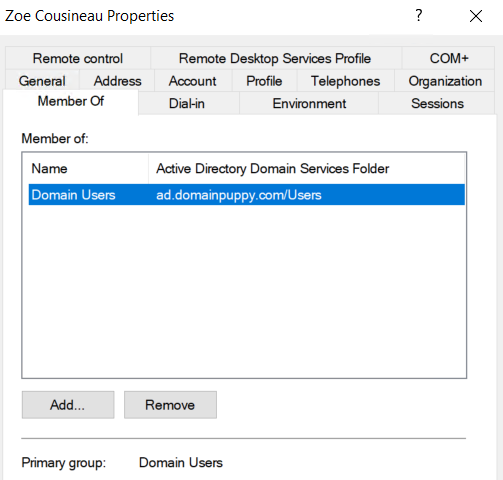 Zoe Cousineau Properties ?
Remote control Remote Desktop Services Profile COM+
General Address Account Profile Telephones Organization
Member Of Dial-in Environment Sessions
Member of:
Name Active Directory Domain Services Folder
Domain Users ad.domainpuppy.com/Users
Add... Remove
Primary group: Domain Users